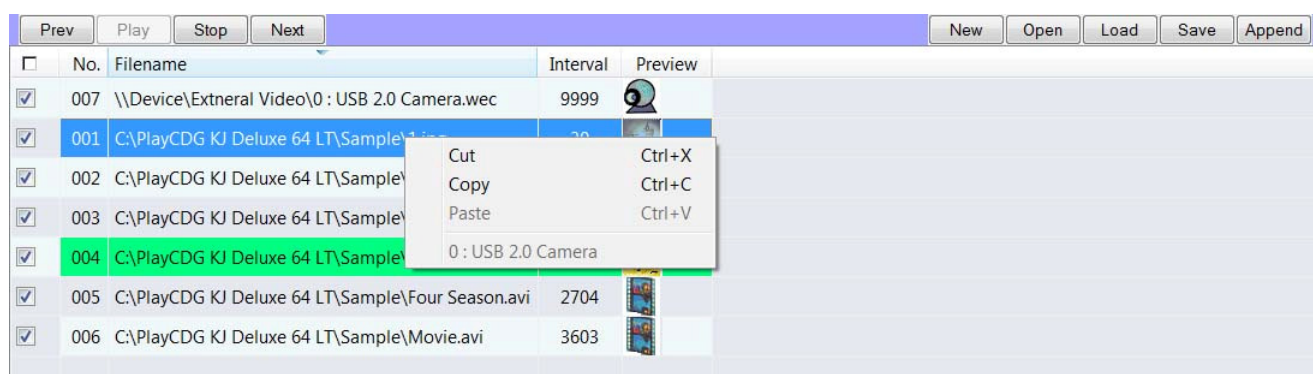 Prev Play Stop Next New Open Load Save Append
No. Filename Interval Preview
007 \\Device\Extneral Video\0 : USB 2.0 Camera.wec 9999
001 C:\PlayCDG KJ Deluxe 64 LT\Sample\
Cut Ctrl+X
002 C:\PlayCDG KJ Deluxe 64 LT\Sample\
Copy Ctrl+C
003 C:\PlayCDG KJ Deluxe 64 LT\Sample\
Paste Ctrl+V
004 C:\PlayCDG KJ Deluxe 64 LT\Sample\
0 : USB 2.0 Camera
005 C:\PlayCDG KJ Deluxe 64 LT\Sample\Four Season.avi 2704
006 C:\PlayCDG KJ Deluxe 64 LT\Sample\Movie.avi 3603